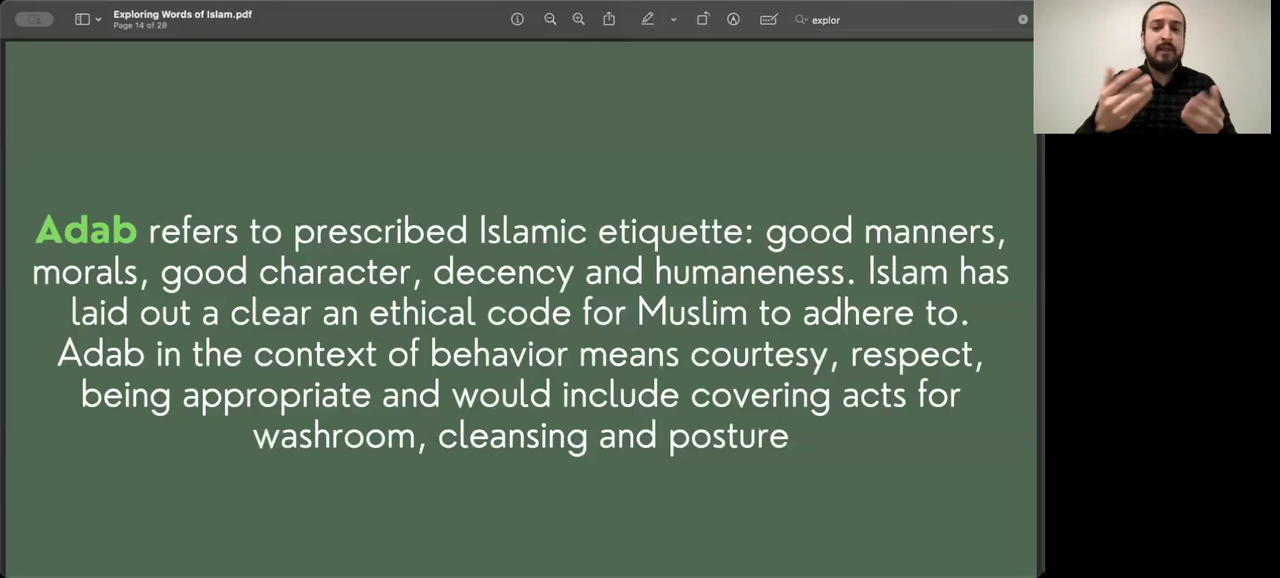 Exploring Words of Islam.pdf
Page 14 of 28
explor
Adab refers to prescribed Islamic etiquette: good manners,
morals, good character, decency and humaneness. Islam has
laid out a clear an ethical code for Muslim to adhere to.
Adab in the context of behavior means courtesy, respect,
being appropriate and would include covering acts for
washroom, cleansing and posture